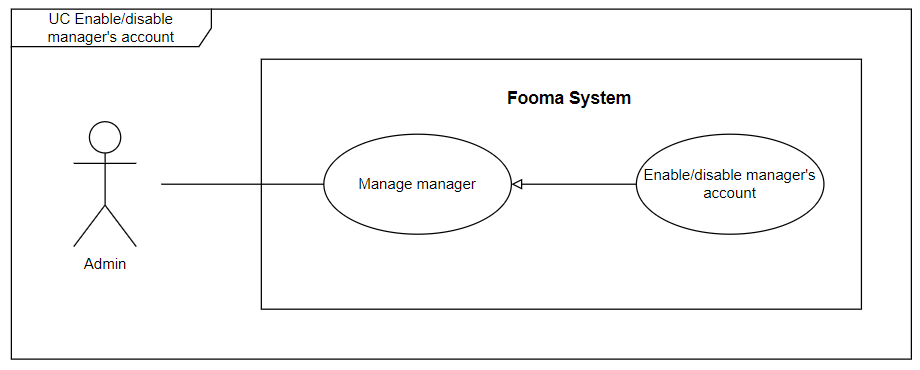 UC Enable/disable
manager's account
Fooma System
Admin
Manage manager
Enable/disable manager's
account